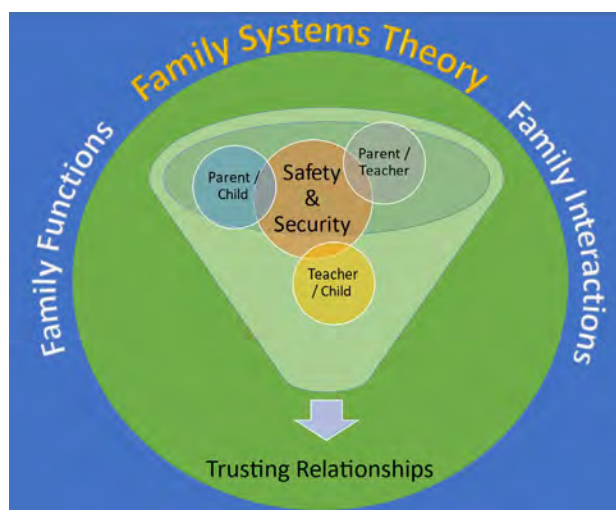 Family Systems Theory
Family Functions
Family Interactions
Parent /
Child
Safety
&
Security
Parent /
Teacher
Teacher
/ Child
Trusting Relationships